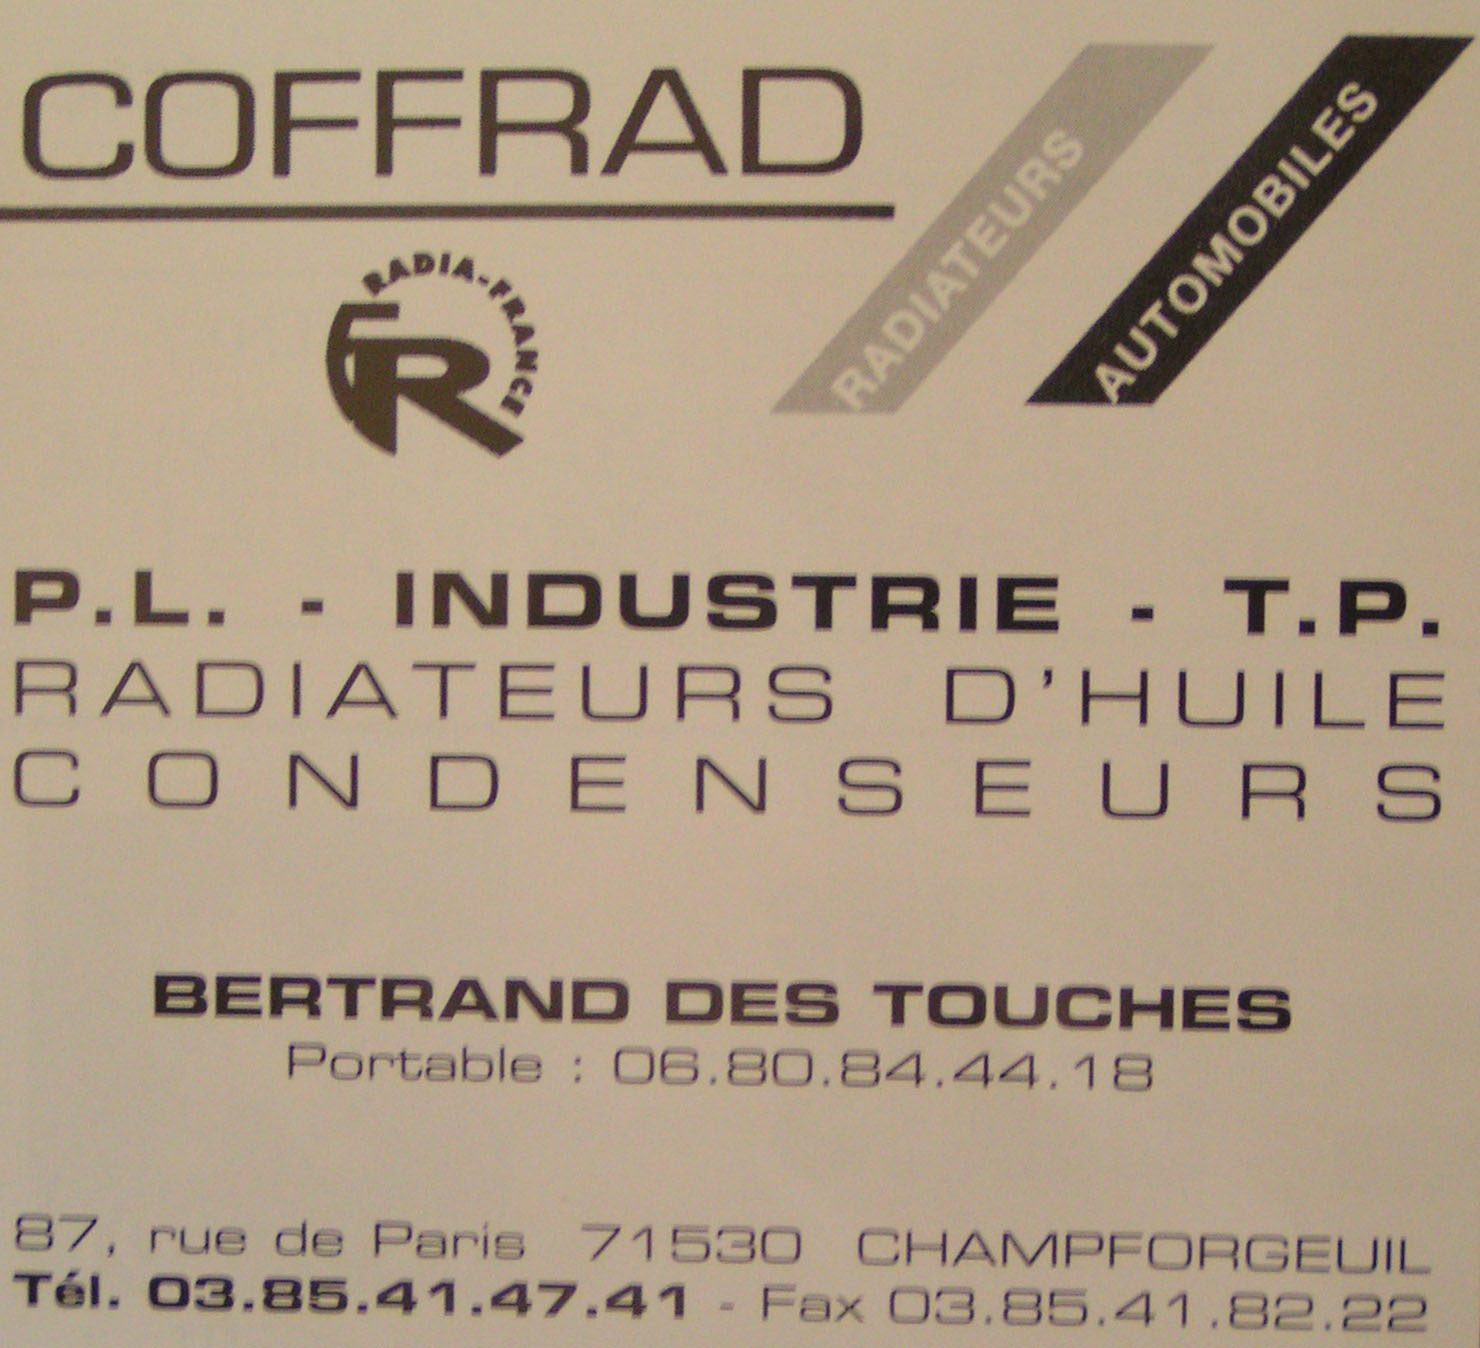 COFFRAD
RADIATEURS
AUTOMOBILES
RADIA-FRANCE
FR
P.L. - INDUSTRIE - T.P.
RADIATEURS D'HUILE
CONDENSEURS
BERTRAND DES TOUCHES
Portable : 06.80.84.44.18
87, rue de Paris 71530 CHAMPFORGEUIL
Tél. 03.85.41.47.41 - Fax 03.85.41.82.22